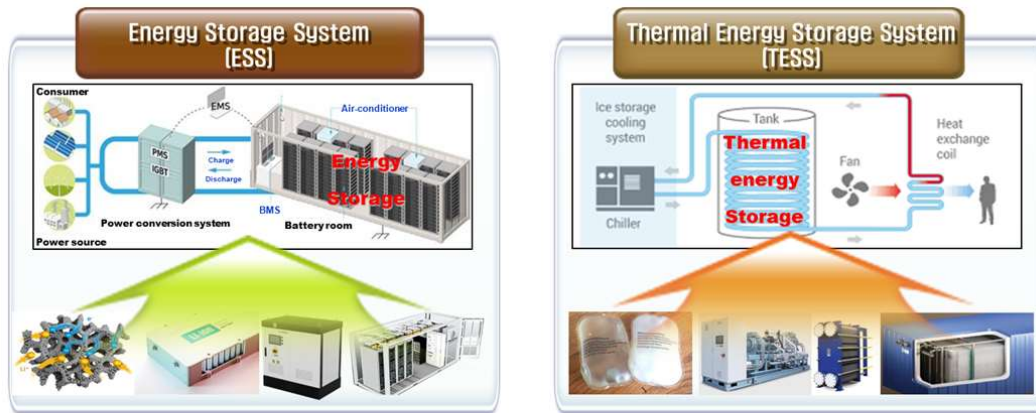 Energy Storage System
(ESS)
Consumer
EMS
Air-conditioner
PMS
IGBT
Charge
Discharge
Energy
Storage
BMS
Power conversion system
Battery room
Power source
Li+
Thermal Energy Storage System
(TESS)
Ice storage
cooling
system
Tank
Heat
exchange
coil
Thermal
energy
Storage
Fan
Chiller